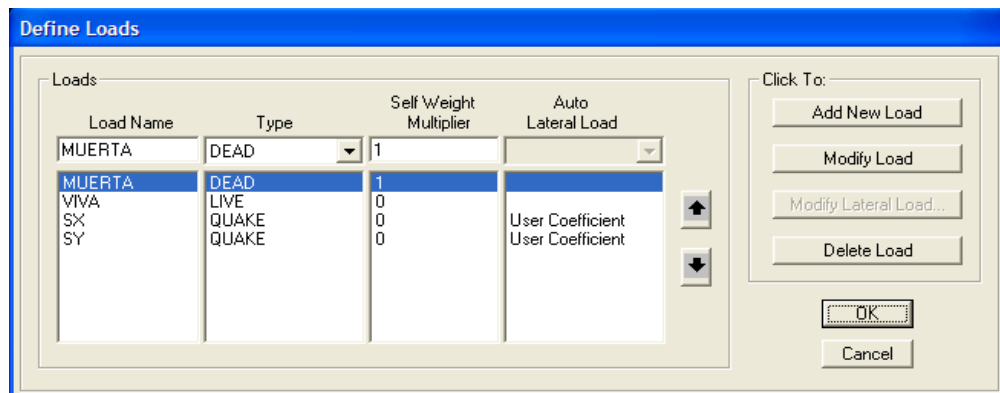 Define Loads
Loads
Click To:
Load Name Type Self Weight Multiplier Auto Lateral Load
MUERTA DEAD 1
MUERTA DEAD 1
VIVA LIVE 0
SX QUAKE 0 User Coefficient
SY QUAKE 0 User Coefficient
Add New Load
Modify Load
Modify Lateral Load...
Delete Load
OK
Cancel